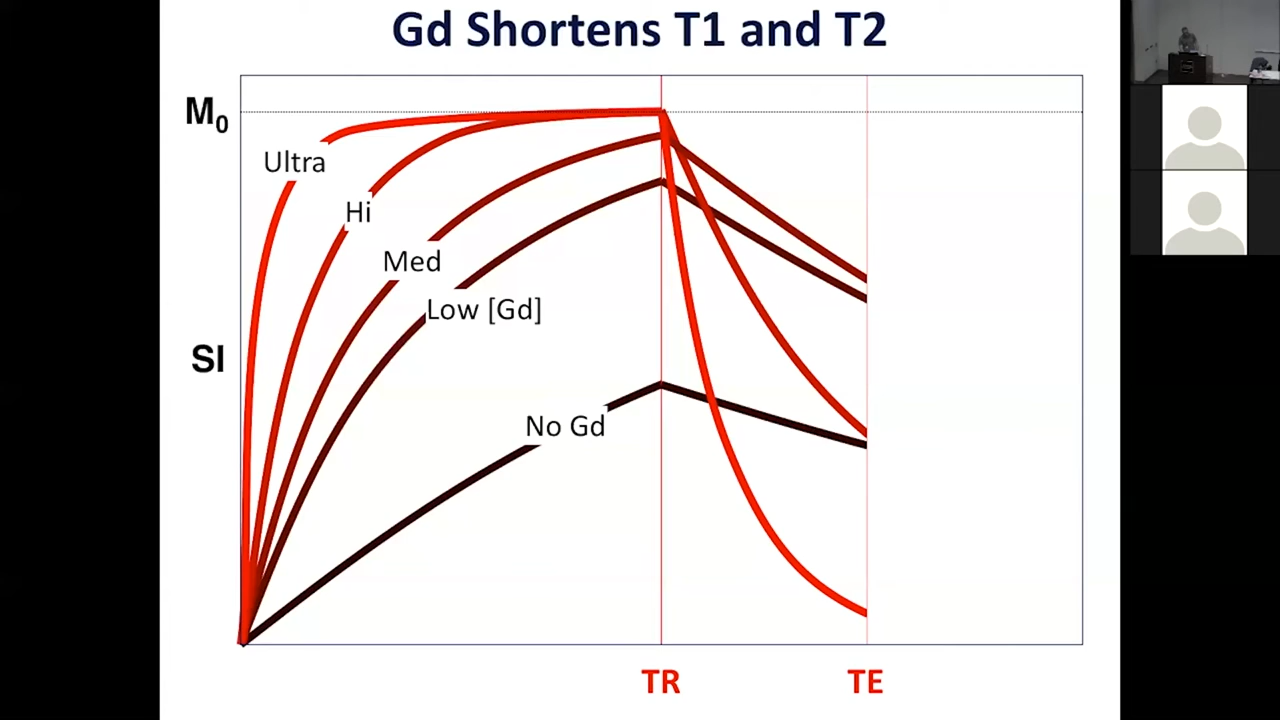 Gd Shortens T1 and T2
M₀
Ultra
Hi
Med
Low [Gd]
SI
No Gd
TR
TE